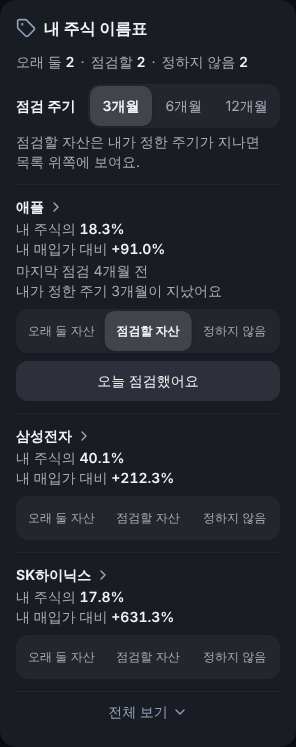 내 주식 이름표
오래 둘 2 · 점검할 2 · 정하지 않음 2
점검 주기 3개월 6개월 12개월
점검할 자산은 내가 정한 주기가 지나면
목록 위쪽에 보여요.
애플 >
내 주식의 18.3%
내 매입가 대비 +91.0%
마지막 점검 4개월 전
내가 정한 주기 3개월이 지났어요
오래 둘 자산 점검할 자산 정하지 않음
오늘 점검했어요
삼성전자 >
내 주식의 40.1%
내 매입가 대비 +212.3%
오래 둘 자산 점검할 자산 정하지 않음
SK하이닉스 >
내 주식의 17.8%
내 매입가 대비 +631.3%
오래 둘 자산 점검할 자산 정하지 않음
전체 보기